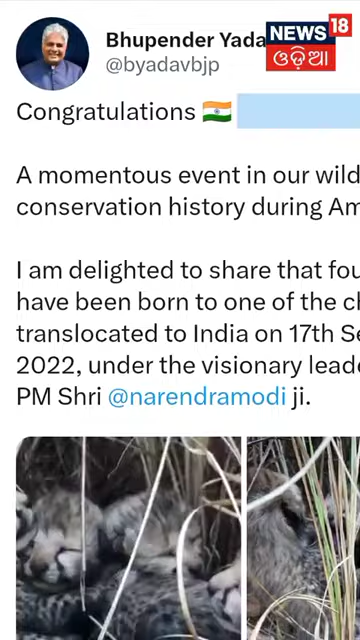 Bhupender Yada
NEWS 18
ଓଡ଼ିଆ
@byadavbjp
Congratulations
A momentous event in our wild
conservation history during Am
I am delighted to share that fou
have been born to one of the ch
translocated to India on 17th Se
2022, under the visionary leade
PM Shri @narendramodi ji.